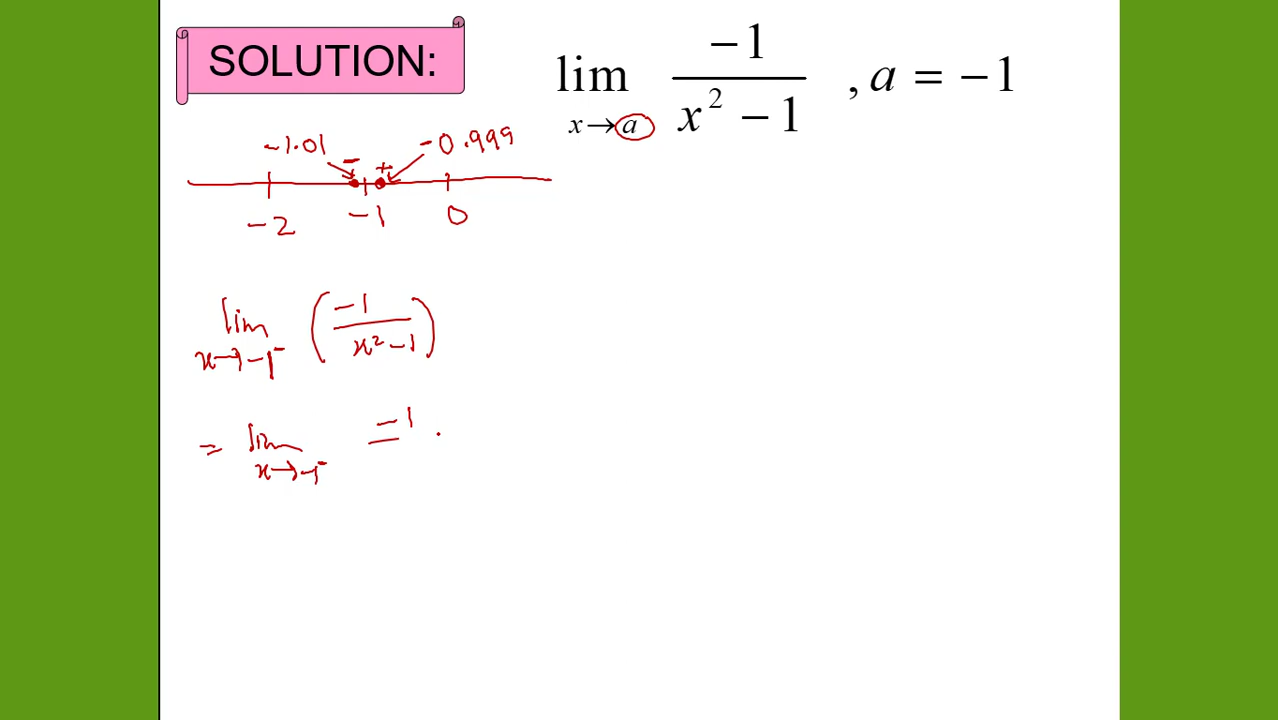 SOLUTION:
lim x→a -1 / x² - 1 , a = -1
-1.01 - + -0.999
-2 -1 0
lim x→-1⁻ ( -1 / x² - 1 )
= lim x→-1⁻ -1 .